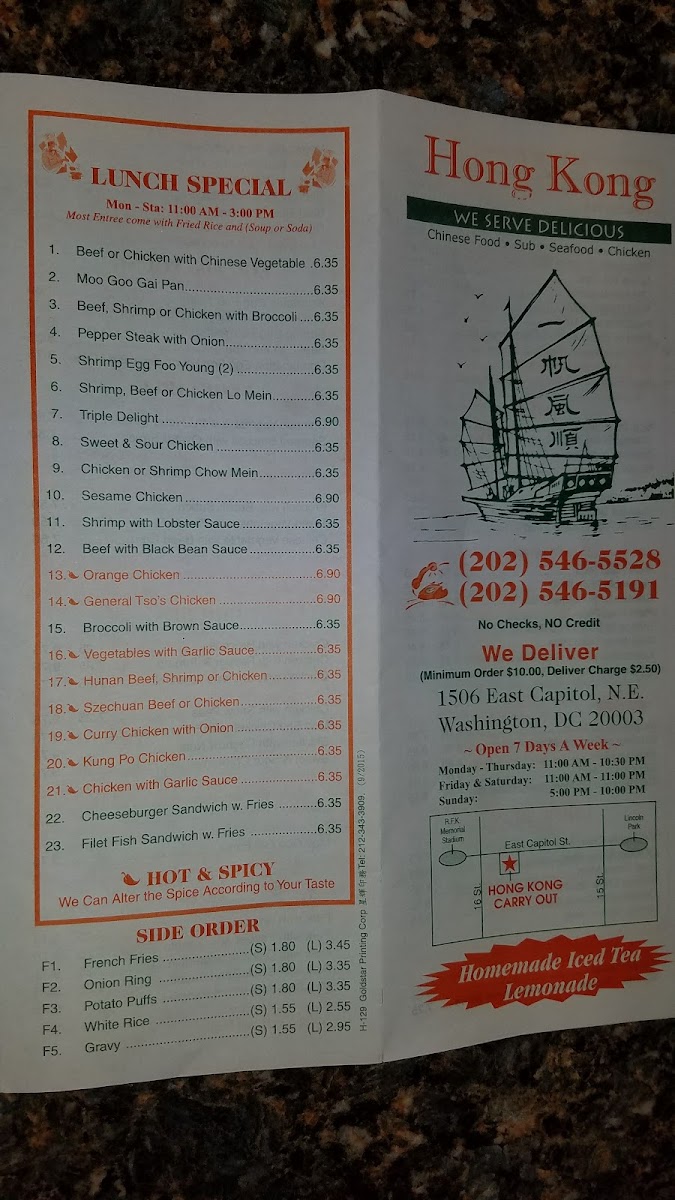 LUNCH SPECIAL
Mon - Sta: 11:00 AM - 3:00 PM
Most Entree come with Fried Rice and (Soup or Soda)
1. Beef or Chicken with Chinese Vegetable .6.35
2. Moo Goo Gai Pan..............................6.35
3. Beef, Shrimp or Chicken with Broccoli ....6.35
4. Pepper Steak with Onion.....................6.35
5. Shrimp Egg Foo Young (2) ...................6.35
6. Shrimp, Beef or Chicken Lo Mein............6.35
7. Triple Delight ...................................6.90
8. Sweet & Sour Chicken ........................6.35
9. Chicken or Shrimp Chow Mein...............6.35
10. Sesame Chicken ...............................6.90
11. Shrimp with Lobster Sauce ..................6.35
12. Beef with Black Bean Sauce.................6.35
13. Orange Chicken ................................6.90
14. General Tso's Chicken ........................6.90
15. Broccoli with Brown Sauce...................6.35
16. Vegetables with Garlic Sauce................6.35
17. Hunan Beef, Shrimp or Chicken.............6.35
18. Szechuan Beef or Chicken...................6.35
19. Curry Chicken with Onion ...................6.35
20. Kung Po Chicken..............................6.35
21. Chicken with Garlic Sauce ..................6.35
22. Cheeseburger Sandwich w. Fries ..........6.35
23. Filet Fish Sandwich w. Fries ................6.35
HOT & SPICY
We Can Alter the Spice According to Your Taste
SIDE ORDER
F1. French Fries .....................(S) 1.80 (L) 3.45
F2. Onion Ring ......................(S) 1.80 (L) 3.35
F3. Potato Puffs .....................(S) 1.80 (L) 3.35
F4. White Rice .......................(S) 1.55 (L) 2.55
F5. Gravy ..............................(S) 1.55 (L) 2.95
H-129 Goldstar Printing Corp. 星輝印務 Tel: 212-343-3909. (9/2015)
Hong Kong
WE SERVE DELICIOUS
Chinese Food • Sub • Seafood • Chicken
一
帆
風
順
(202) 546-5528
(202) 546-5191
No Checks, NO Credit
We Deliver
(Minimum Order $10.00, Deliver Charge $2.50)
1506 East Capitol, N.E.
Washington, DC 20003
~ Open 7 Days A Week ~
Monday - Thursday: 11:00 AM - 10:30 PM
Friday & Saturday: 11:00 AM - 11:00 PM
Sunday: 5:00 PM - 10:00 PM
R.F.K.
Memorial
Stadium
Lincoln
Park
East Capitol St.
16 St.
15 St.
HONG KONG
CARRY OUT
Homemade Iced Tea
Lemonade